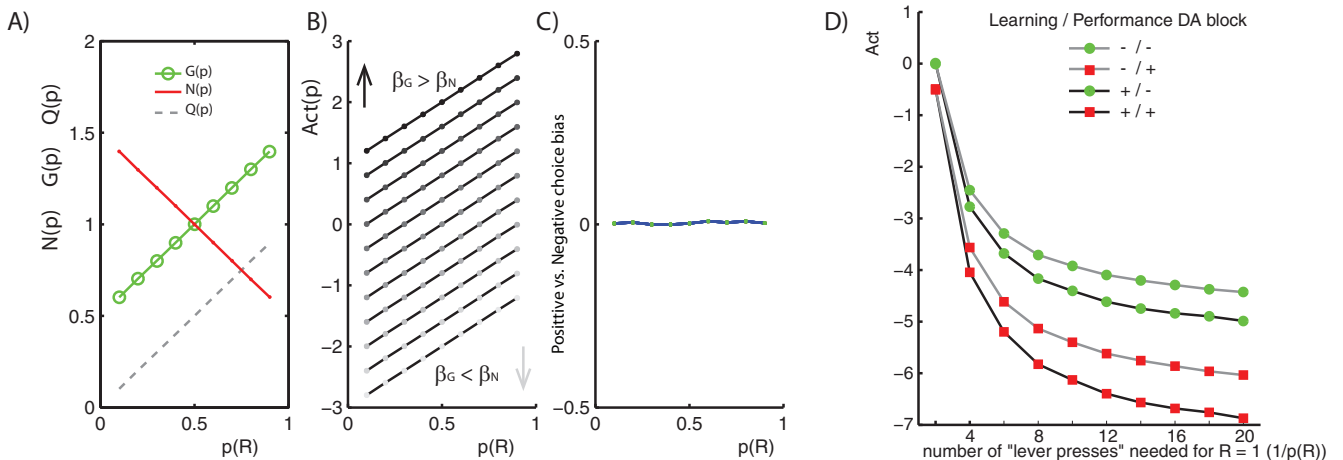 A)
N(p) G(p) Q(p)
2
1.5
1
0.5
0
0 0.5 1
p(R)
G(p)
N(p)
Q(p)
B)
Act(p)
3
2
1
0
−1
−2
−3
0 0.5 1
p(R)
βG > βN
βG < βN
C)
Posittive vs. Negative choice bias
0.5
0
−0.5
0 0.5 1
p(R)
D)
Act
Learning / Performance DA block
- / -
- / +
+ / -
+ / +
0
−1
−2
−3
−4
−5
−6
−7
4 8 12 16 20
number of "lever presses" needed for R = 1 (1/p(R))